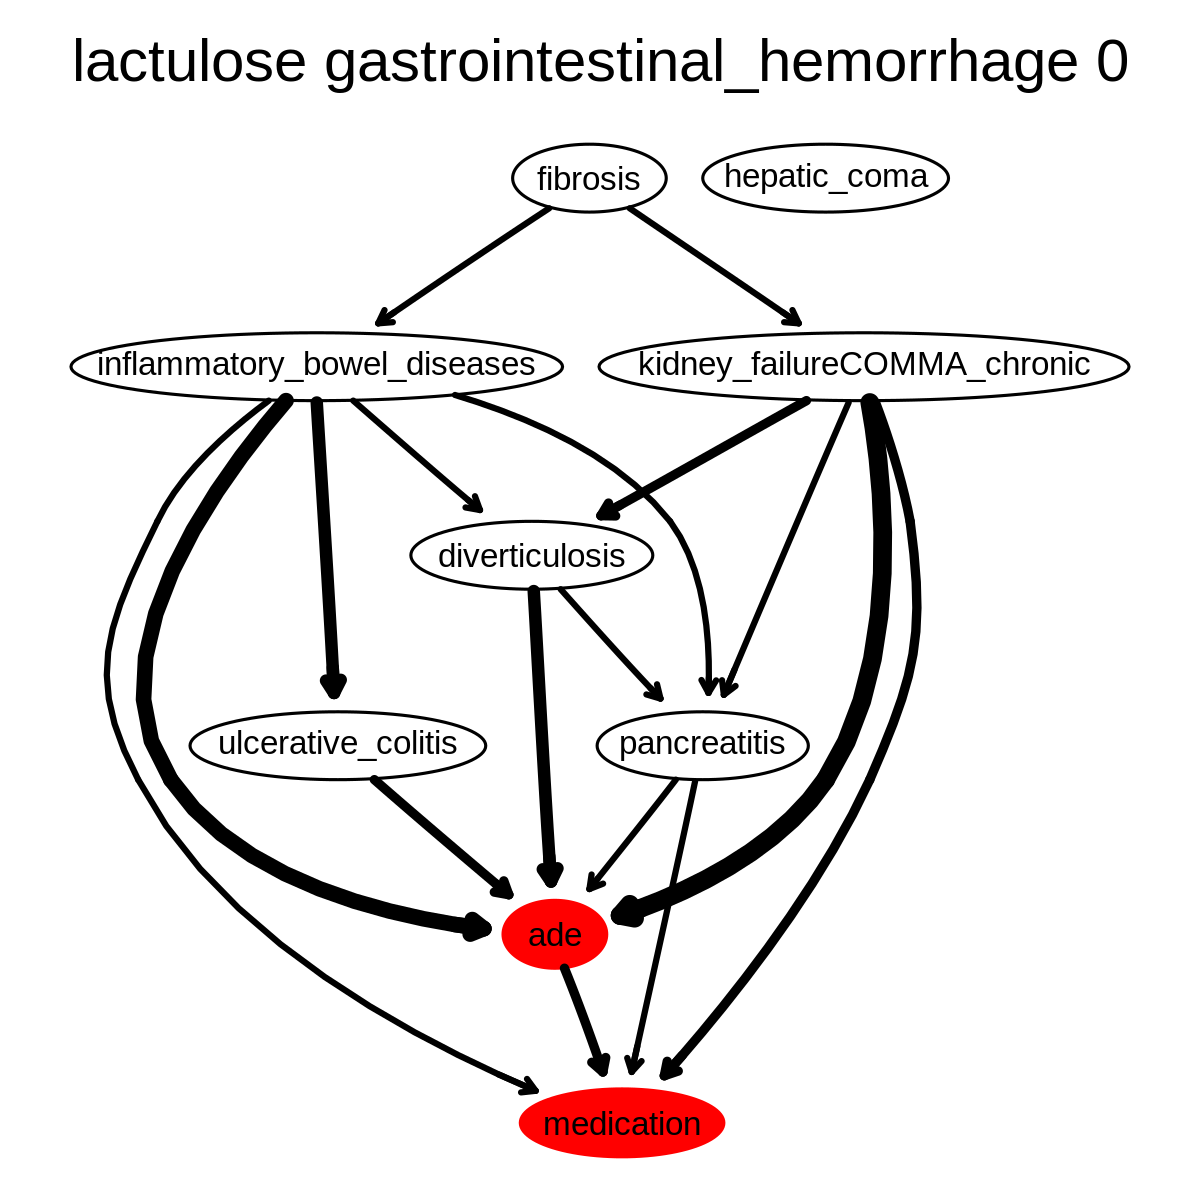 lactulose gastrointestinal_hemorrhage 0
fibrosis
hepatic_coma
inflammatory_bowel_diseases
kidney_failureCOMMA_chronic
diverticulosis
ulcerative_colitis
pancreatitis
ade
medication